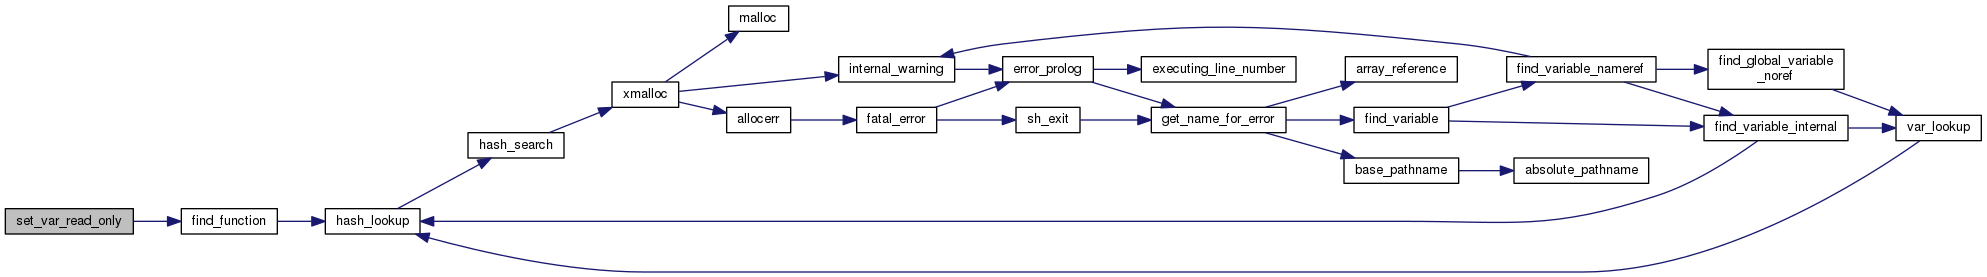 malloc
internal_warning
error_prolog
executing_line_number
array_reference
find_variable_nameref
find_global_variable
_noref
xmalloc
allocerr
fatal_error
sh_exit
get_name_for_error
find_variable
find_variable_internal
var_lookup
hash_search
base_pathname
absolute_pathname
set_var_read_only
find_function
hash_lookup